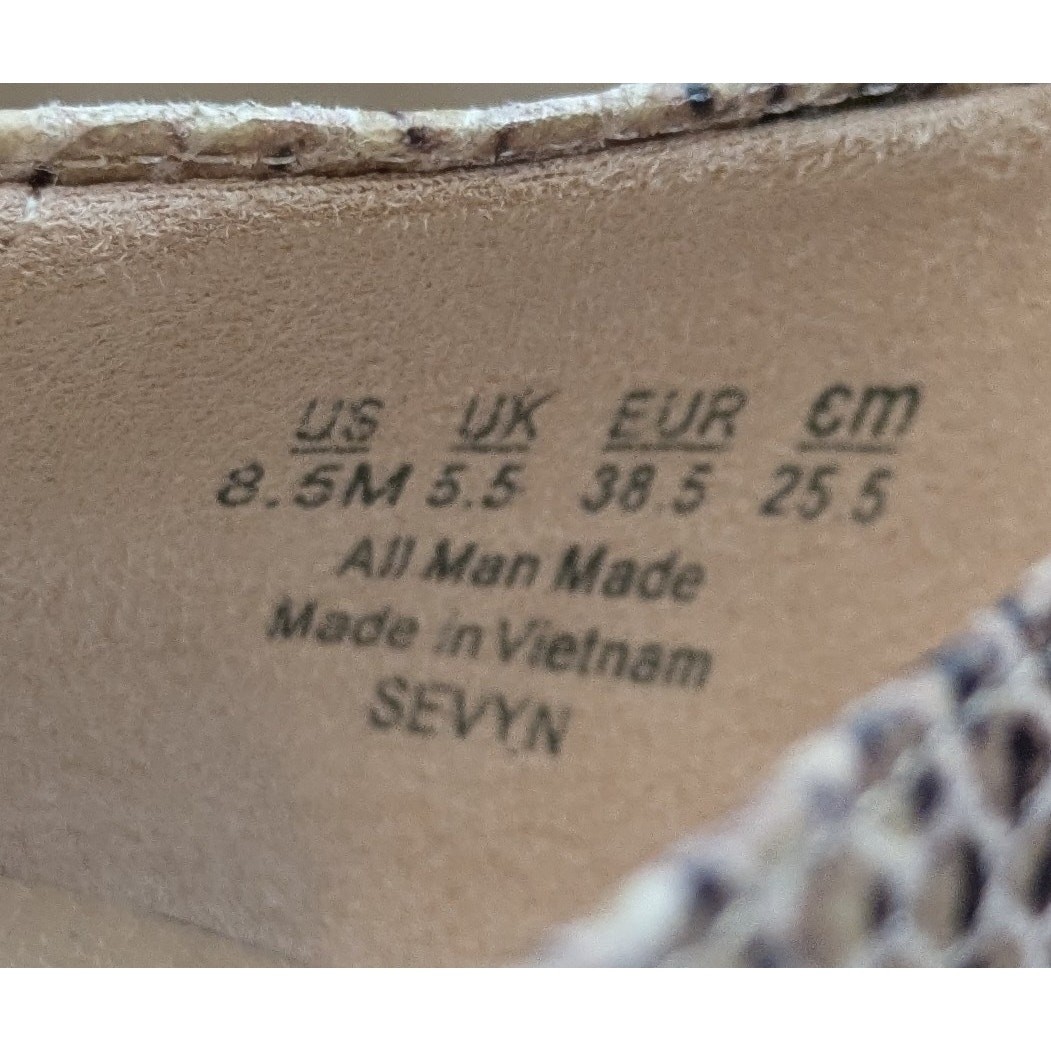 US UK EUR cm
8.5M 5.5 38.5 25.5
All Man Made
Made in Vietnam
SEVYN